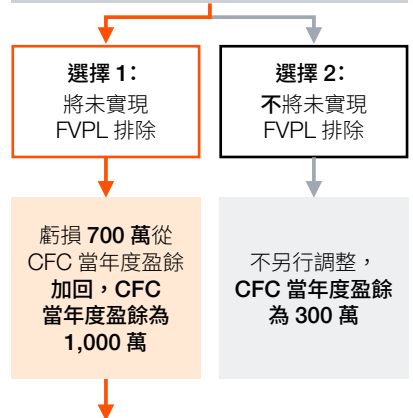 選擇 1：
將未實現
FVPL 排除
選擇 2：
不將未實現
FVPL 排除
虧損 700 萬從
CFC 當年度盈餘
加回，CFC
當年度盈餘為
1,000 萬
不另行調整，
CFC 當年度盈餘
為 300 萬